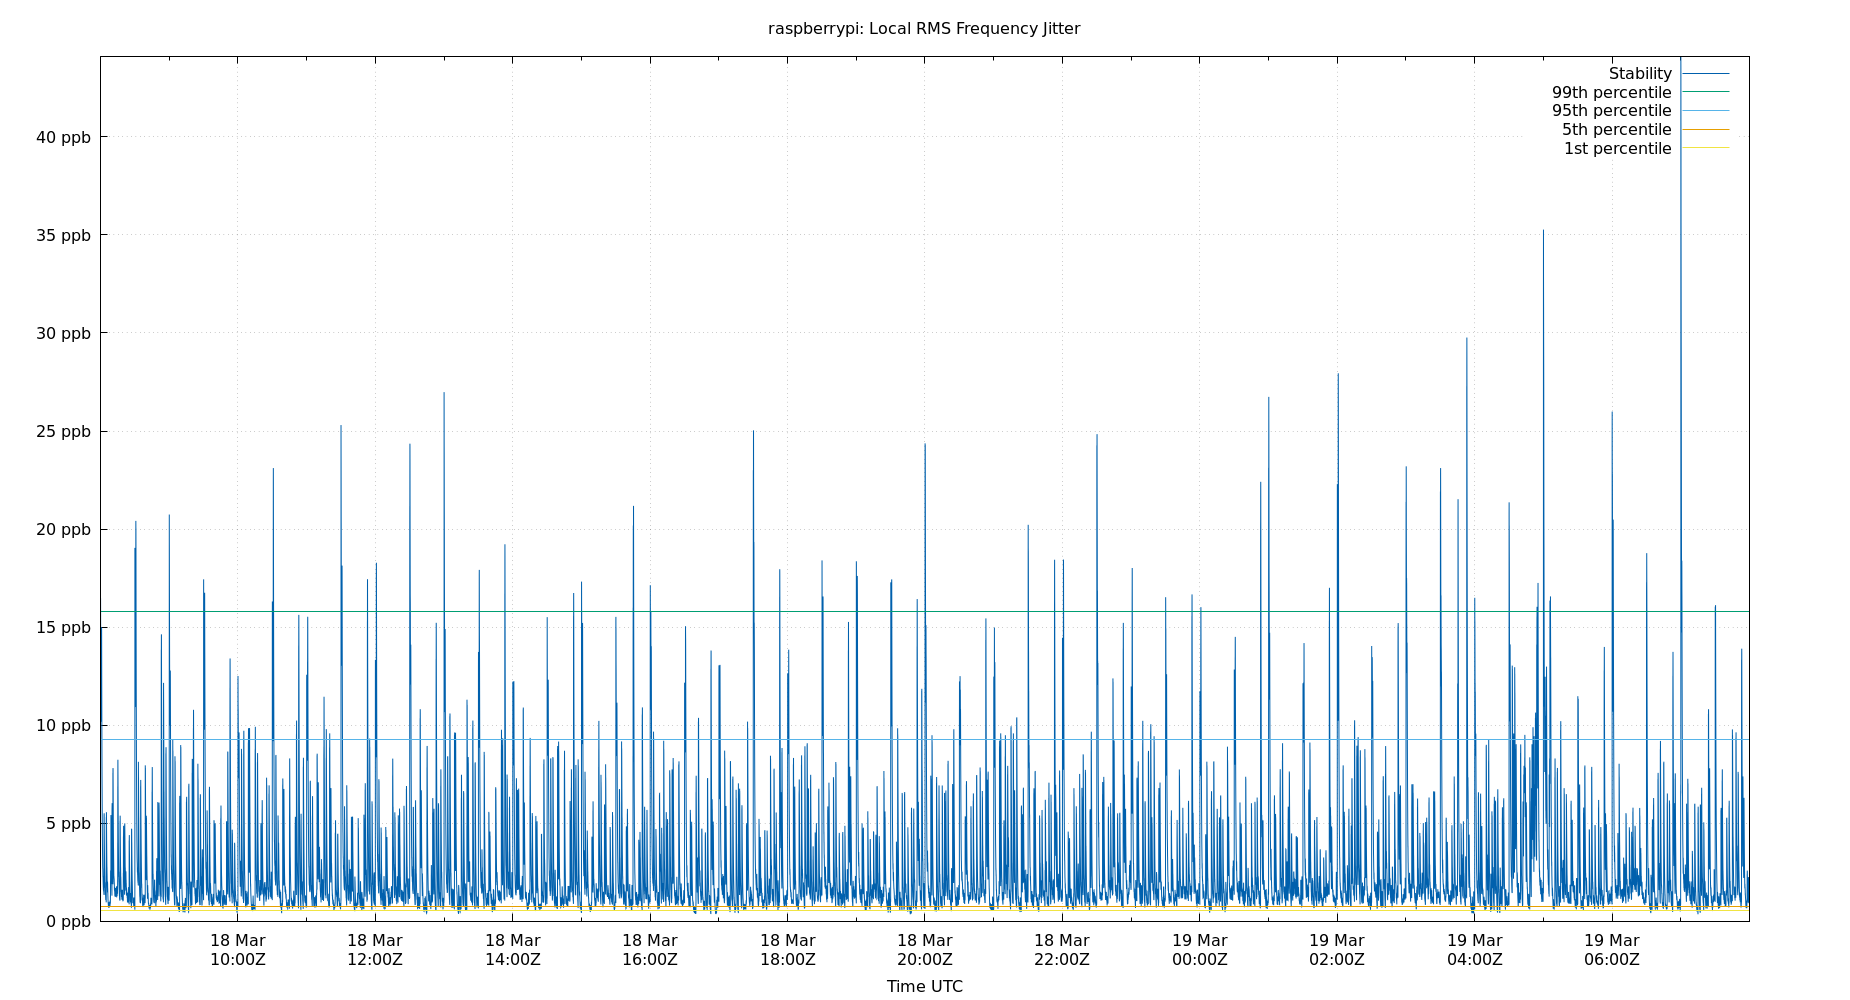 raspberrypi: Local RMS Frequency Jitter
Stability
99th percentile
95th percentile
5th percentile
1st percentile
40 ppb
35 ppb
30 ppb
25 ppb
20 ppb
15 ppb
10 ppb
5 ppb
0 ppb
18 Mar 18 Mar 18 Mar 18 Mar 18 Mar 18 Mar 18 Mar 19 Mar 19 Mar 19 Mar 19 Mar
10:00Z 12:00Z 14:00Z 16:00Z 18:00Z 20:00Z 22:00Z 00:00Z 02:00Z 04:00Z 06:00Z
Time UTC